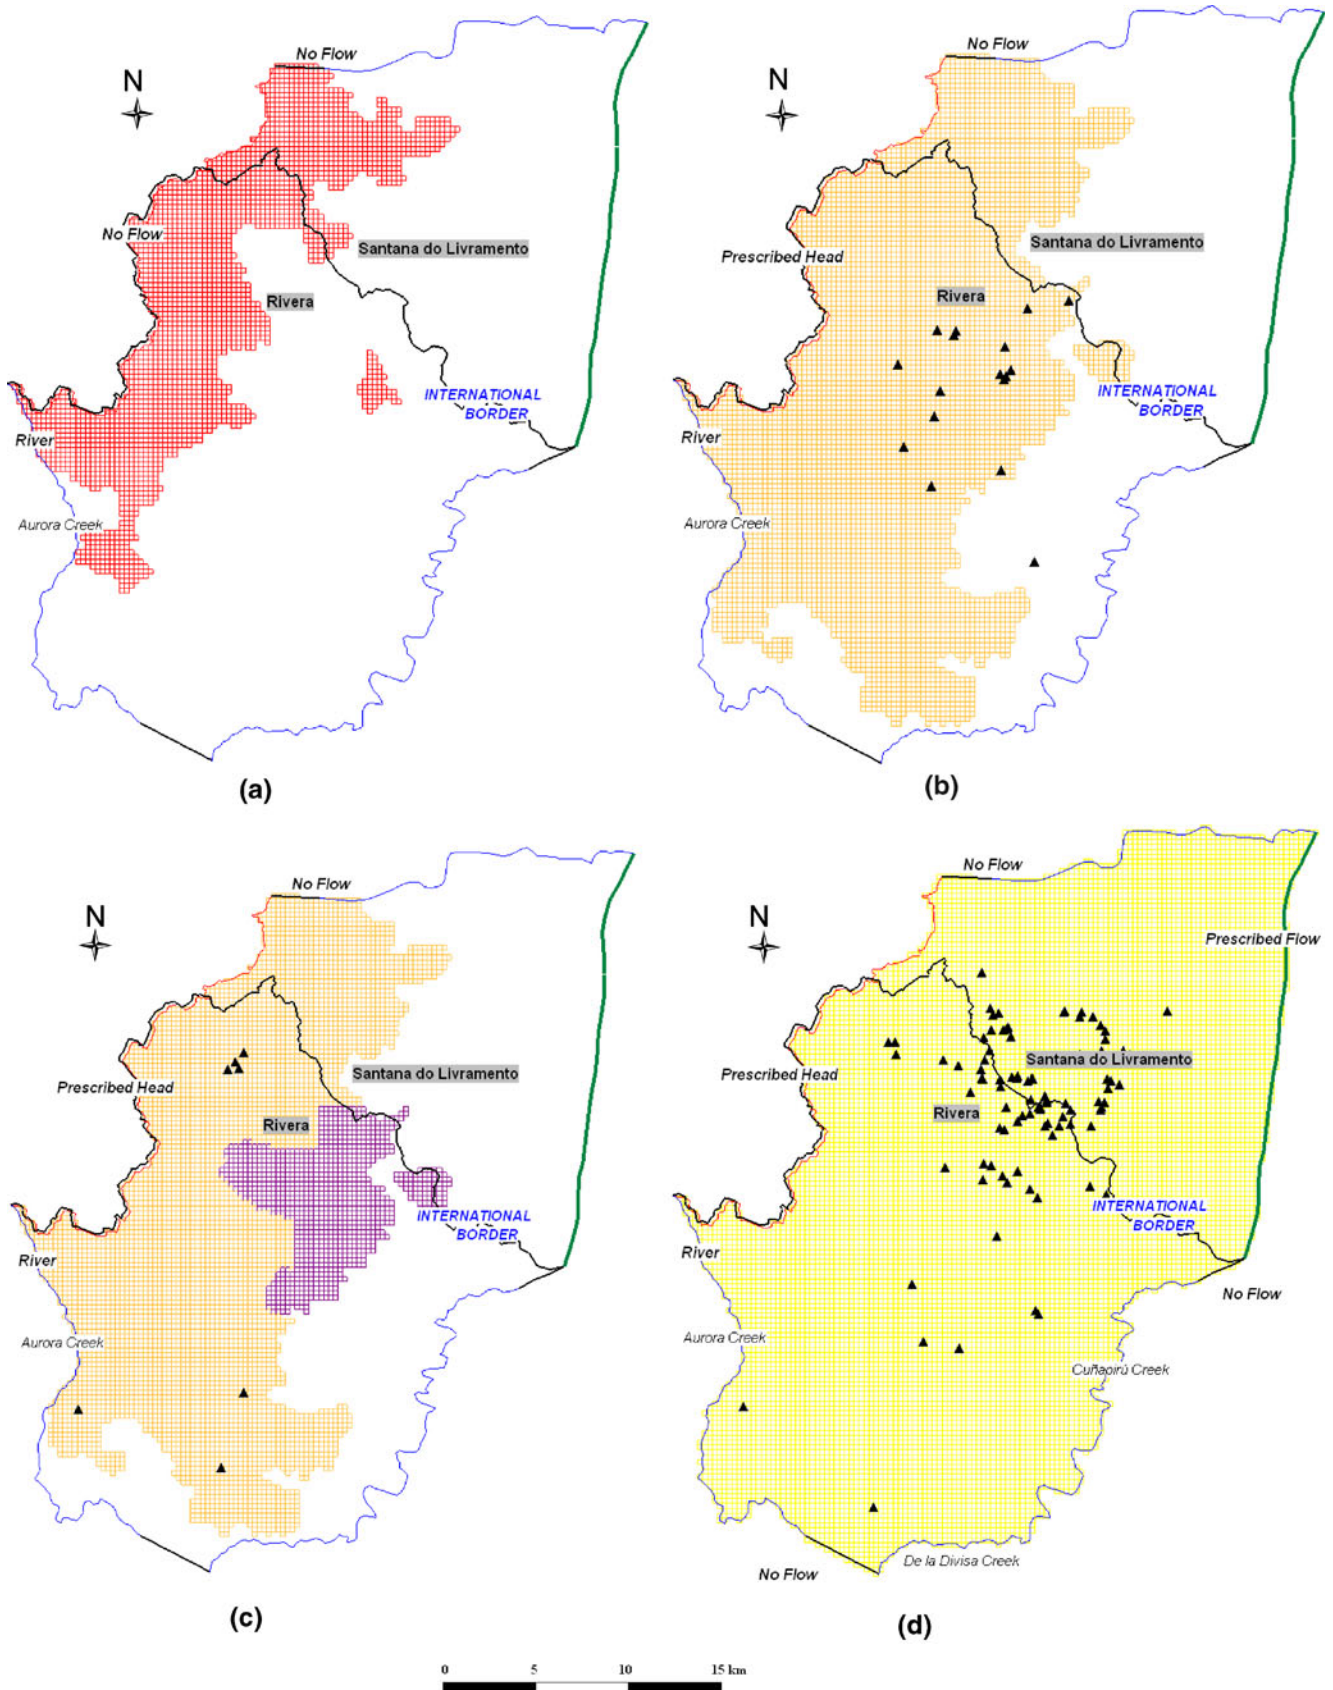 No Flow
N
No Flow
Santana do Livramento
Rivera
INTERNATIONAL
BORDER
River
Aurora Creek
(a)
No Flow
N
Santana do Livramento
Prescribed Head
Rivera
INTERNATIONAL
BORDER
River
Aurora Creek
(b)
No Flow
N
Santana do Livramento
Prescribed Head
Rivera
INTERNATIONAL
BORDER
River
Aurora Creek
(c)
No Flow
N
Prescribed Flow
Santana do Livramento
Prescribed Head
Rivera
INTERNATIONAL
BORDER
River
No Flow
Aurora Creek
Cuñapirú Creek
De la Divisa Creek
No Flow
(d)
0 5 10 15 km